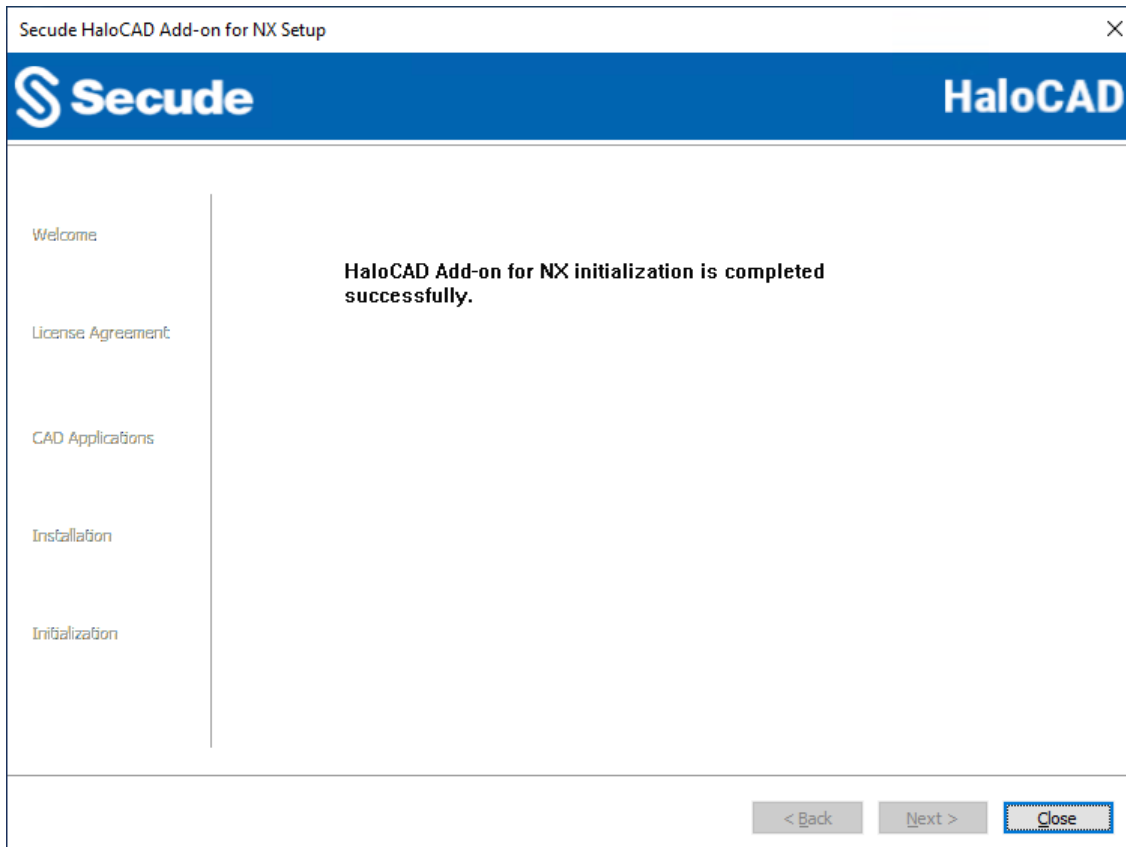 Secude HaloCAD Add-on for NX Setup
Secude
HaloCAD
Welcome
License Agreement
CAD Applications
Installation
Initialization
HaloCAD Add-on for NX initialization is completed
successfully.
< Back
Next >
Close